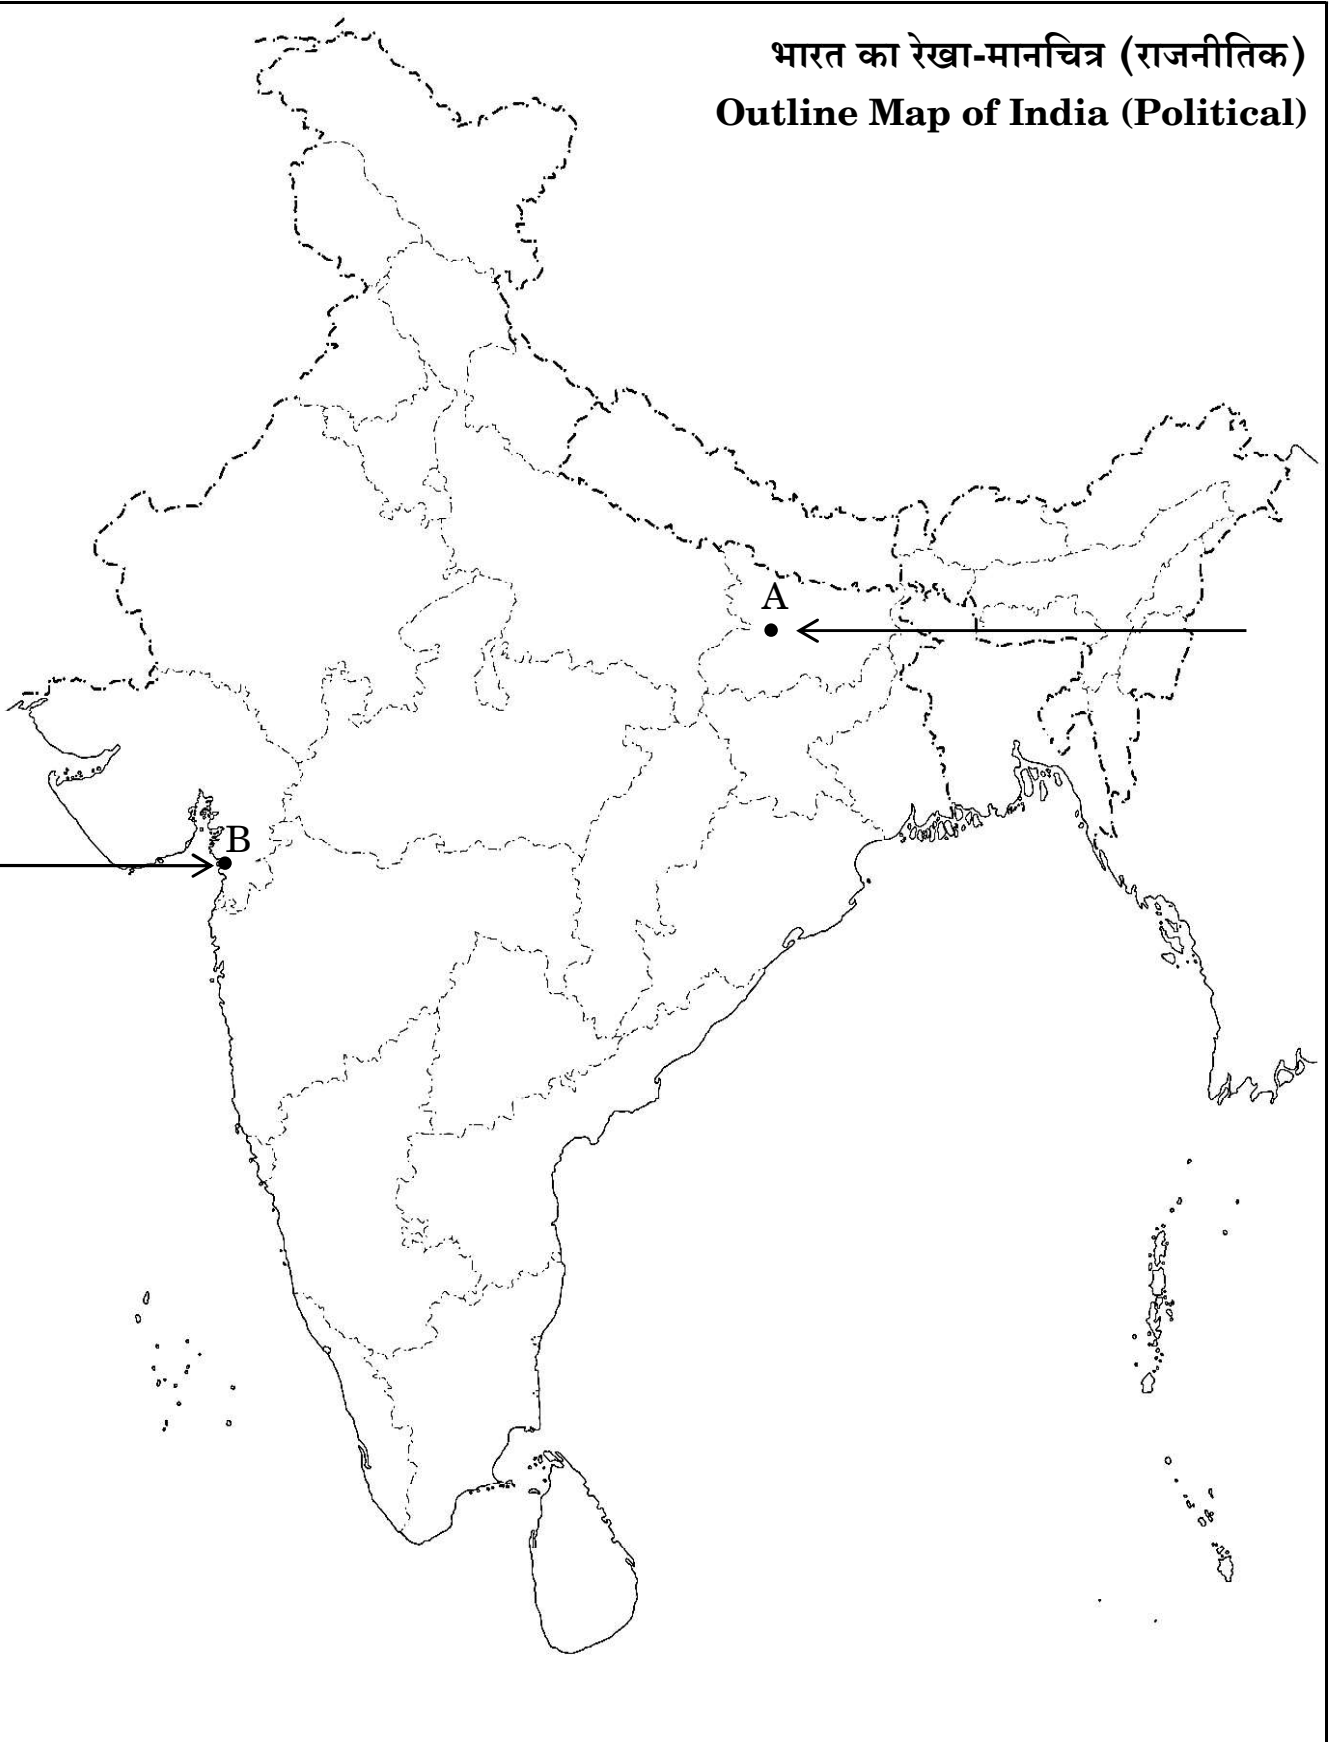 भारत का रेखा-मानचित्र (राजनीतिक)
Outline Map of India (Political)
A
B